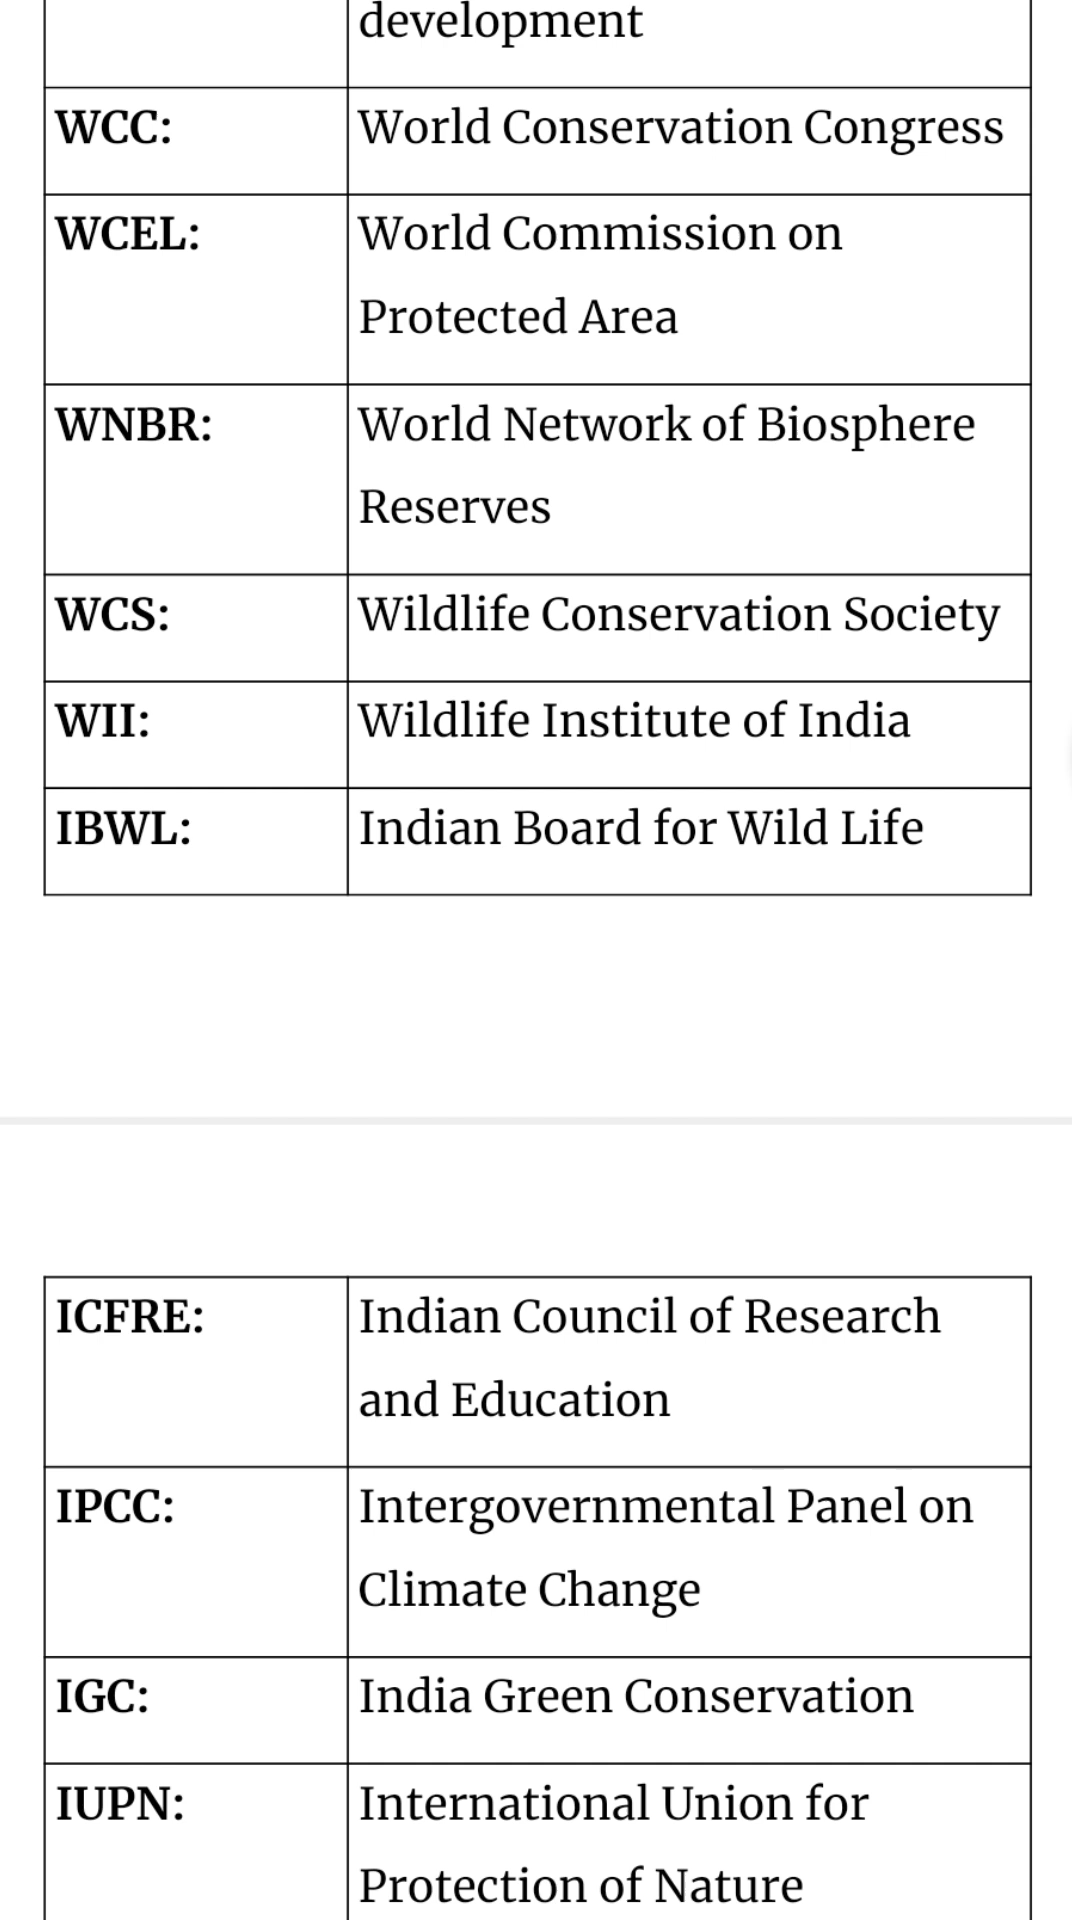 development
WCC: World Conservation Congress
WCEL: World Commission on
Protected Area
WNBR: World Network of Biosphere
Reserves
WCS: Wildlife Conservation Society
WII: Wildlife Institute of India
IBWL: Indian Board for Wild Life
ICFRE: Indian Council of Research
and Education
IPCC: Intergovernmental Panel on
Climate Change
IGC: India Green Conservation
IUPN: International Union for
Protection of Nature